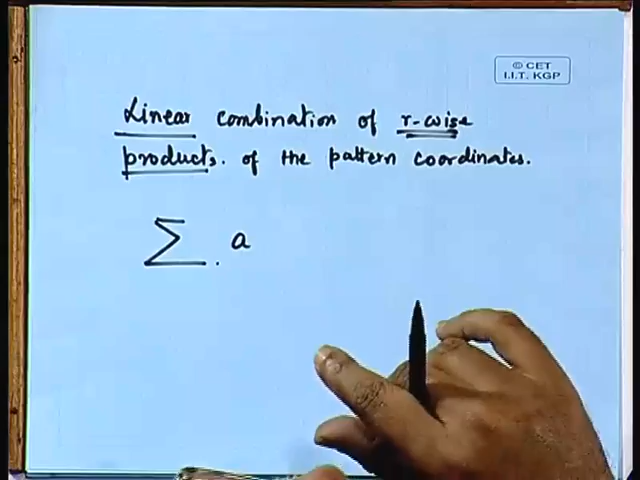 © CET
I.I.T. KGP
Linear combination of r-wise
products. of the pattern coordinates.
∑ a